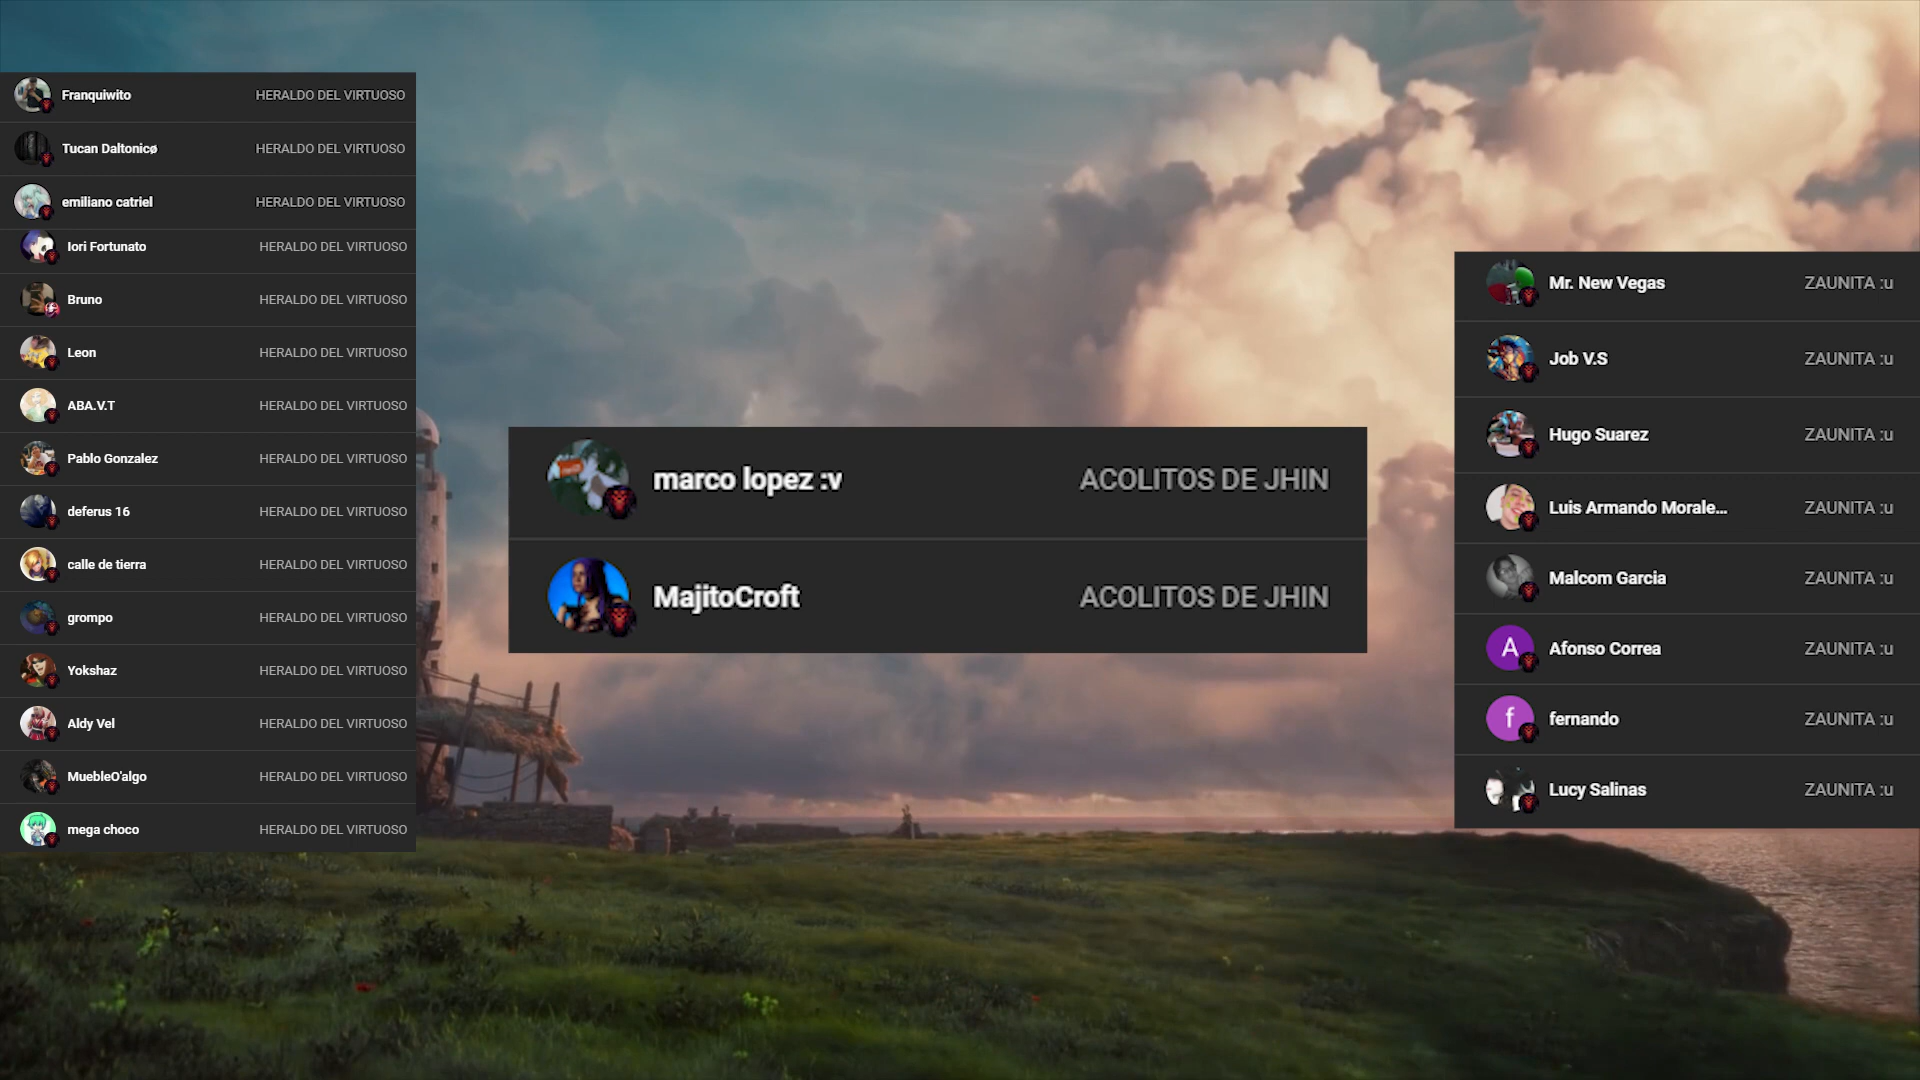 Franquiwito HERALDO DEL VIRTUOSO
Tucan Daltonicø HERALDO DEL VIRTUOSO
emiliano catriel HERALDO DEL VIRTUOSO
Iori Fortunato HERALDO DEL VIRTUOSO
Bruno HERALDO DEL VIRTUOSO
Leon HERALDO DEL VIRTUOSO
ABA.V.T HERALDO DEL VIRTUOSO
Pablo Gonzalez HERALDO DEL VIRTUOSO
deferus 16 HERALDO DEL VIRTUOSO
calle de tierra HERALDO DEL VIRTUOSO
grompo HERALDO DEL VIRTUOSO
Yokshaz HERALDO DEL VIRTUOSO
Aldy Vel HERALDO DEL VIRTUOSO
MuebleO'algo HERALDO DEL VIRTUOSO
mega choco HERALDO DEL VIRTUOSO
marco lopez :v ACOLITOS DE JHIN
MajitoCroft ACOLITOS DE JHIN
Mr. New Vegas ZAUNITA :u
Job V.S ZAUNITA :u
Hugo Suarez ZAUNITA :u
Luis Armando Morale... ZAUNITA :u
Malcom Garcia ZAUNITA :u
A Afonso Correa ZAUNITA :u
f fernando ZAUNITA :u
Lucy Salinas ZAUNITA :u